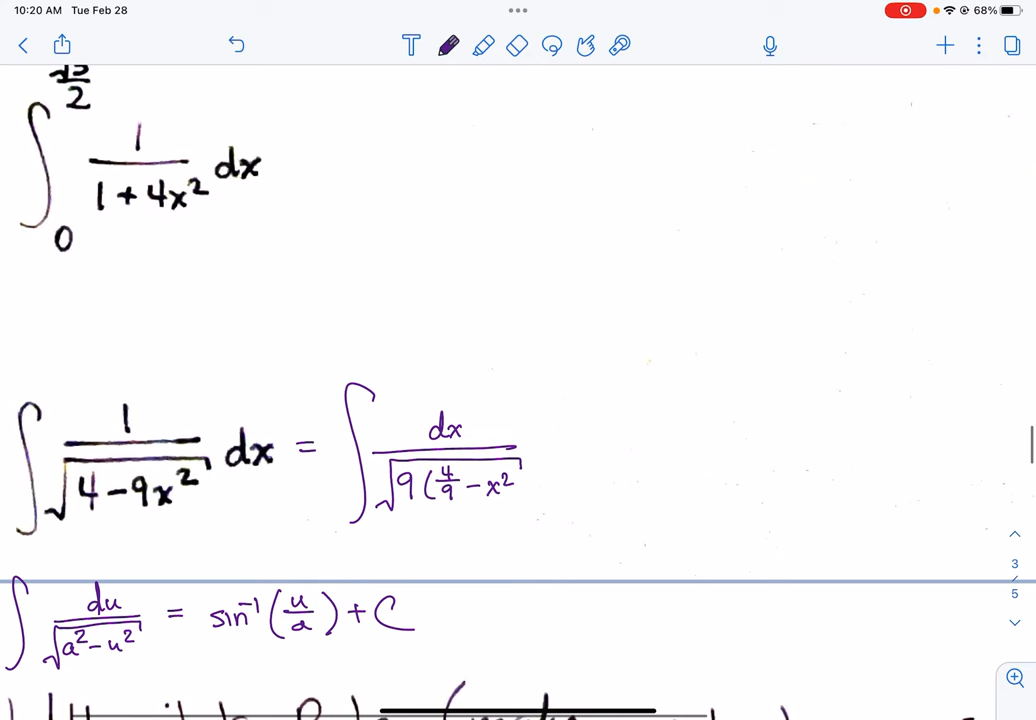 10:20 AM Tue Feb 28 68%
∫₀ 2 1/(1 + 4x²) dx
∫ 1/√(4 - 9x²) dx = ∫ dx/√(9(4/9 - x²
3
5
∫ du/√(a² - u²) = sin⁻¹(u/a) + C